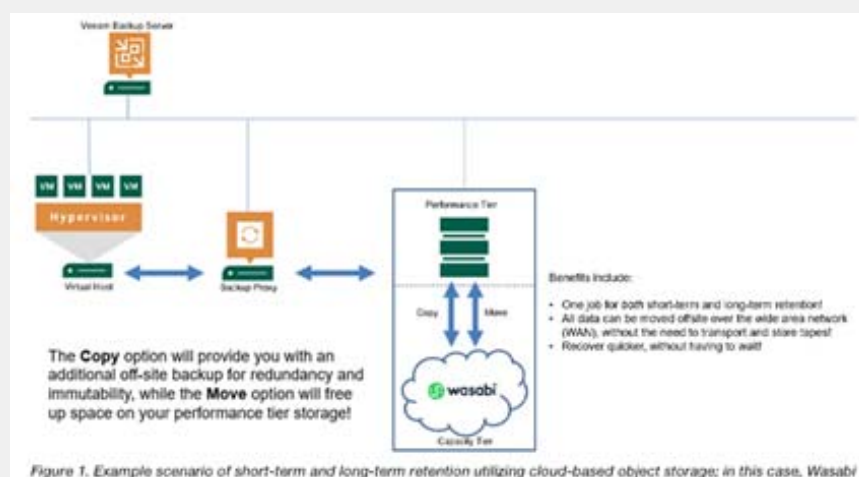 Veeam Backup Server
VM VM VM VM
Hypervisor
Virtual Host
Backup Proxy
Performance Tier
Copy
Move
wasabi
Capacity Tier
Benefits include:
• One job for both short-term and long-term retention!
• All data can be moved offsite over the wide area network
(WAN), without the need to transport and store tapes!
• Recover quicker, without having to wait!
The Copy option will provide you with an
additional off-site backup for redundancy and
immutability, while the Move option will free
up space on your performance tier storage!
Figure 1. Example scenario of short-term and long-term retention utilizing cloud-based object storage; in this case, Wasabi